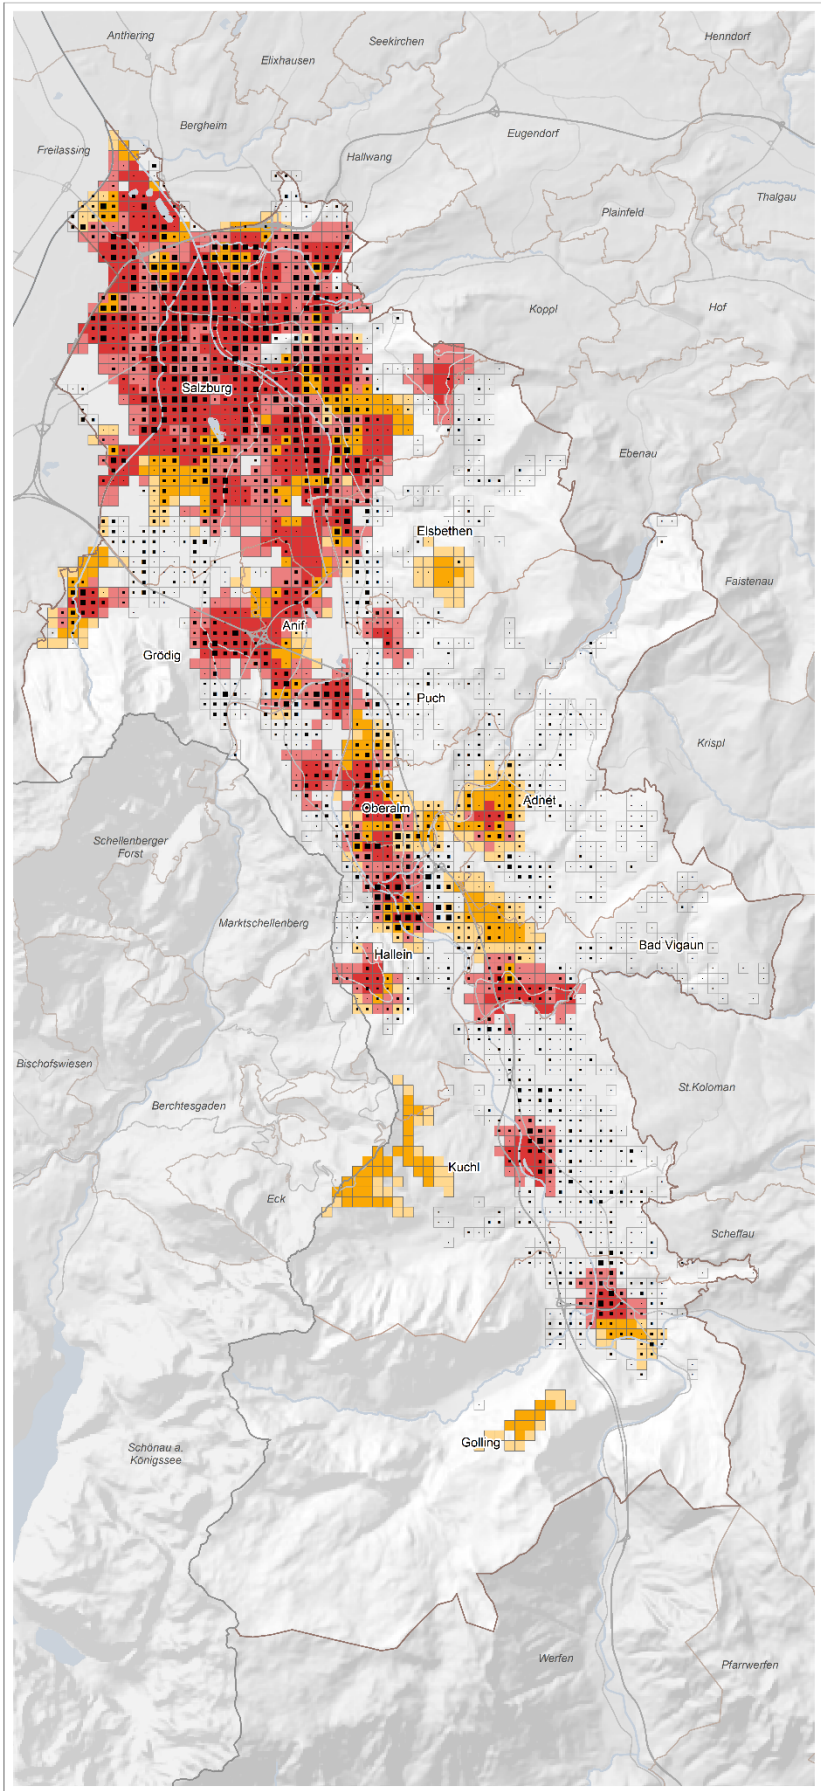 Anthering
Seekirchen
Henndorf
Elixhausen
Bergheim
Eugendorf
Freilassing
Hallwang
Thalgau
Plainfeld
Koppl
Hof
Salzburg
Ebenau
Elsbethen
Faistenau
Anif
Grödig
Puch
Krispl
Adnet
Oberalm
Schellenberger
Forst
Marktschellenberg
Bad Vigaun
Hallein
Bischofswiesen
St.Koloman
Berchtesgaden
Kuchl
Eck
Scheffau
Golling
Schönau a.
Königssee
Werfen
Pfarrwerfen